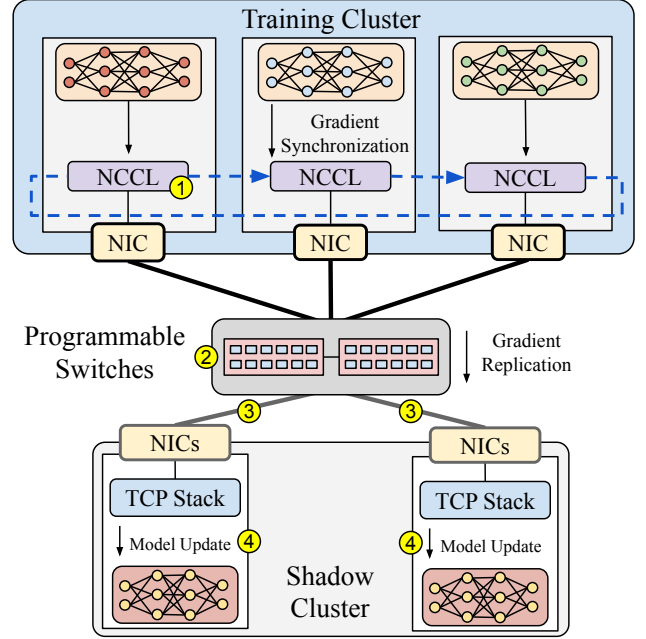 Training Cluster
Gradient
Synchronization
NCCL
1
NCCL
NCCL
NIC
NIC
NIC
Programmable
Switches
2
Gradient
Replication
3
3
NICs
NICs
TCP Stack
TCP Stack
Model Update
4
4
Model Update
Shadow
Cluster